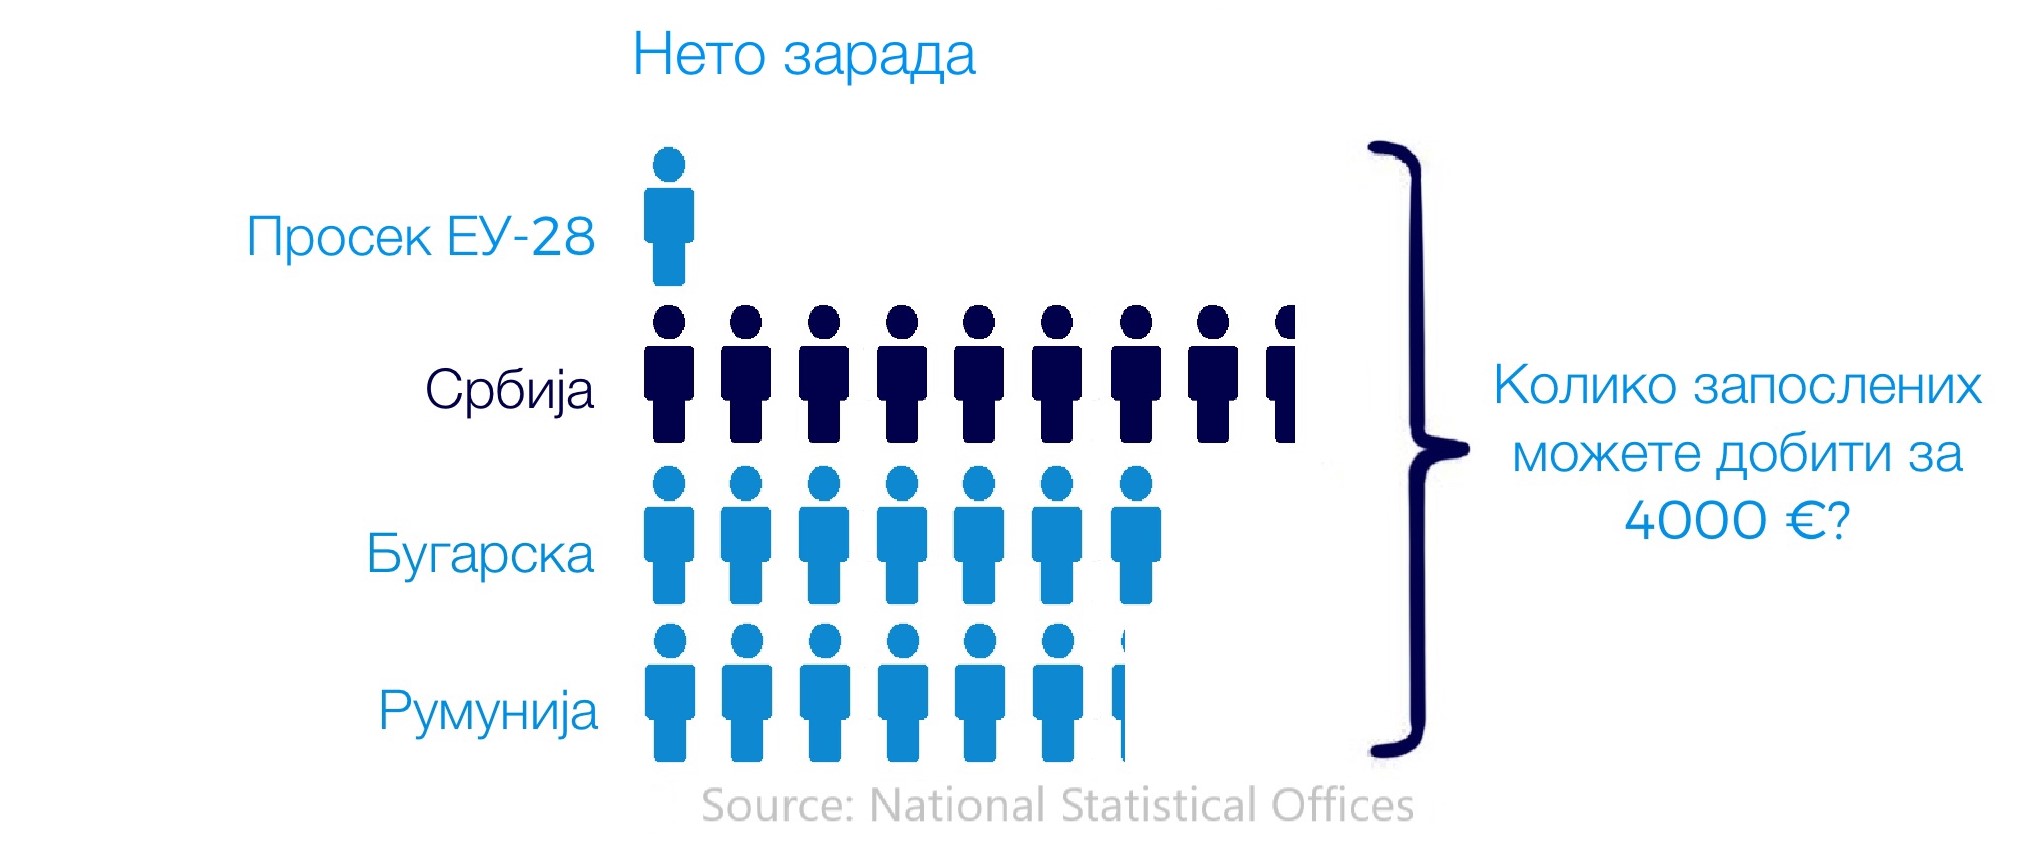 Нето зарада
Просек ЕУ-28
Србија
Бугарска
Румунија
Колико запослених
можете добити за
4000 €?
Source: National Statistical Offices